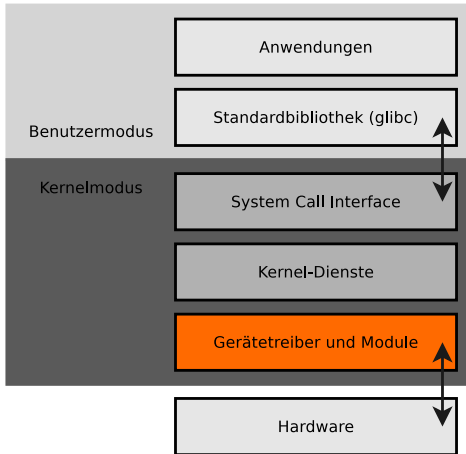 Anwendungen
Standardbibliothek (glibc)
Benutzermodus
Kernelmodus
System Call Interface
Kernel-Dienste
Gerätetreiber und Module
Hardware